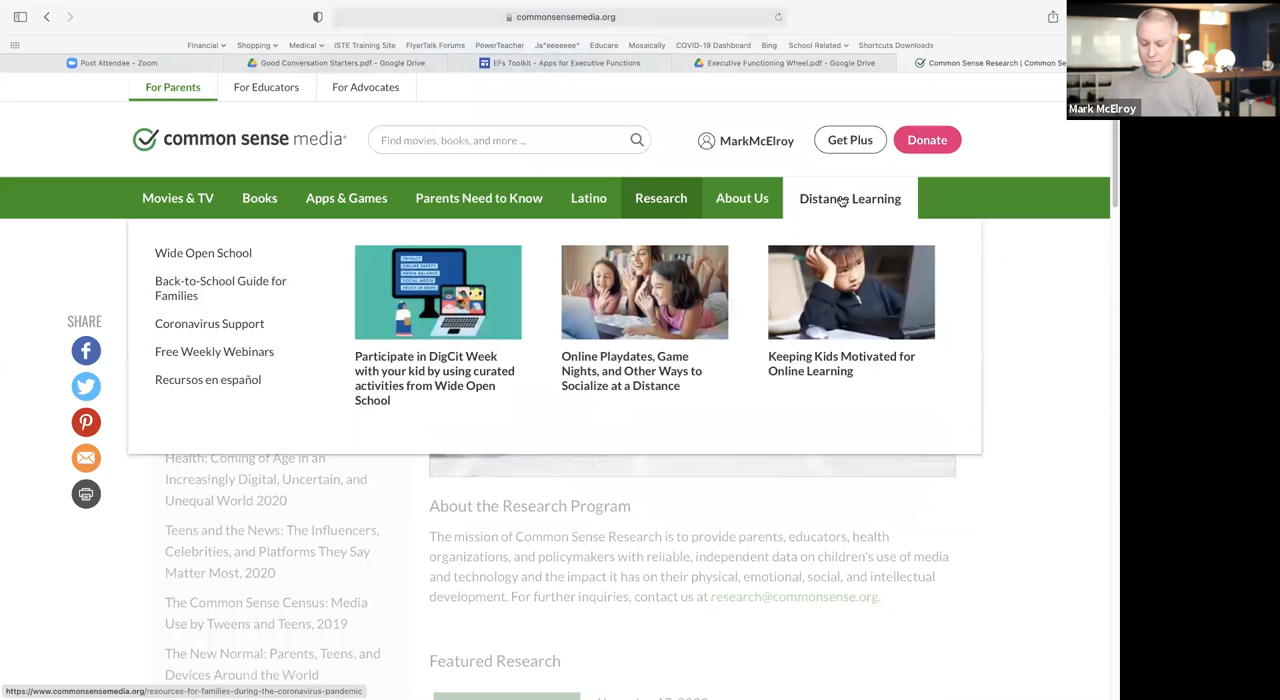 commonsensemedia.org
Financial Shopping Medical ISTE Training Site FlyerTalk Forums PowerTeacher Ja"eeeeee" Educare Mosaically COVID-19 Dashboard Bing School Related Shortcuts Downloads
Post Attendee - Zoom Good Conversation Starters.pdf - Google Drive EFs Toolkit - Apps for Executive Functions Executive Functioning Wheel.pdf - Google Drive Common Sense Research | Common Se
Mark McElroy
For Parents For Educators For Advocates
common sense media
Find movies, books, and more ...
MarkMcElroy Get Plus Donate
Movies & TV Books Apps & Games Parents Need to Know Latino Research About Us Distance Learning
Wide Open School
Back-to-School Guide for
Families
Coronavirus Support
Free Weekly Webinars
Recursos en español
Participate in DigCit Week
with your kid by using curated
activities from Wide Open
School
Online Playdates, Game
Nights, and Other Ways to
Socialize at a Distance
Keeping Kids Motivated for
Online Learning
SHARE
Health: Coming of Age in an
Increasingly Digital, Uncertain, and
Unequal World 2020
Teens and the News: The Influencers,
Celebrities, and Platforms They Say
Matter Most, 2020
The Common Sense Census: Media
Use by Tweens and Teens, 2019
The New Normal: Parents, Teens, and
Devices Around the World
About the Research Program
The mission of Common Sense Research is to provide parents, educators, health
organizations, and policymakers with reliable, independent data on children's use of media
and technology and the impact it has on their physical, emotional, social, and intellectual
development. For further inquiries, contact us at research@commonsense.org.
Featured Research
https://www.commonsensemedia.org/resources-for-families-during-the-coronavirus-pandemic